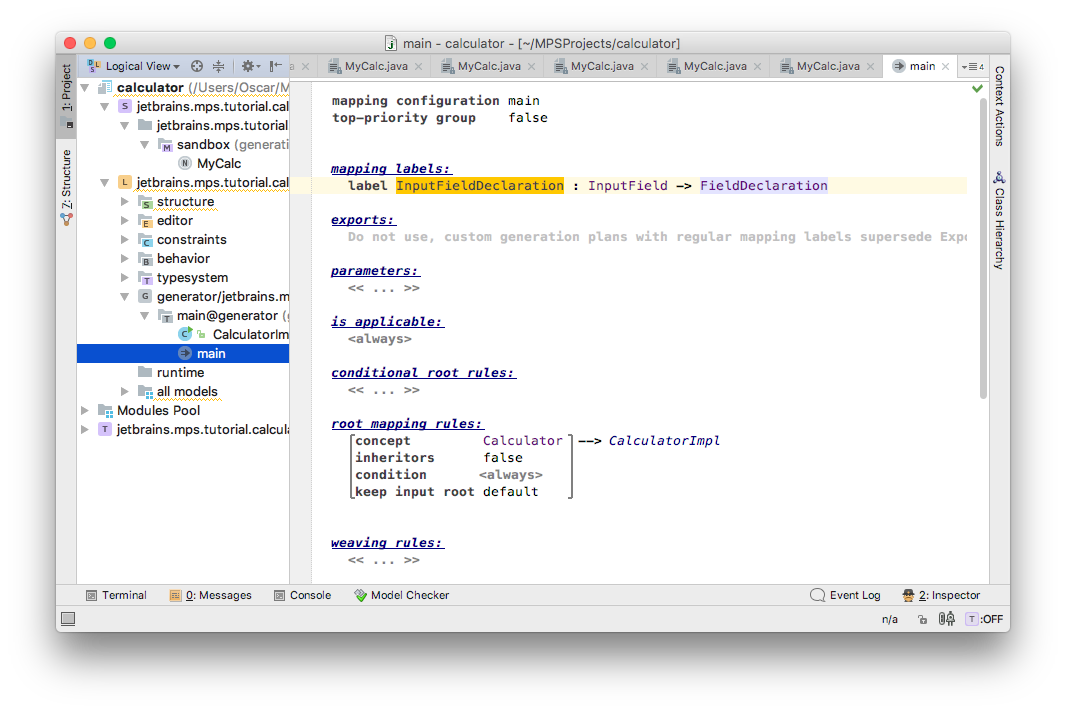 main - calculator - [~/MPSProjects/calculator]
Logical View
MyCalc.java
MyCalc.java
MyCalc.java
MyCalc.java
MyCalc.java
main
4
1: Project
Z: Structure
calculator (/Users/Oscar/M
S jetbrains.mps.tutorial.cal
jetbrains.mps.tutorial
M sandbox (generati
N MyCalc
L jetbrains.mps.tutorial.cal
S structure
E editor
C constraints
B behavior
T typesystem
G generator/jetbrains.m
T main@generator (g
C CalculatorIm
main
runtime
all models
Modules Pool
T jetbrains.mps.tutorial.calcula
mapping configuration main
top-priority group false
mapping labels:
label InputFieldDeclaration : InputField -> FieldDeclaration
exports:
Do not use, custom generation plans with regular mapping labels supersede Expo
parameters:
<< ... >>
is applicable:
<always>
conditional root rules:
<< ... >>
root mapping rules:
concept Calculator --> CalculatorImpl
inheritors false
condition <always>
keep input root default
weaving rules:
<< ... >>
Context Actions
Class Hierarchy
Terminal 0: Messages Console Model Checker Event Log 2: Inspector
n/a T :OFF